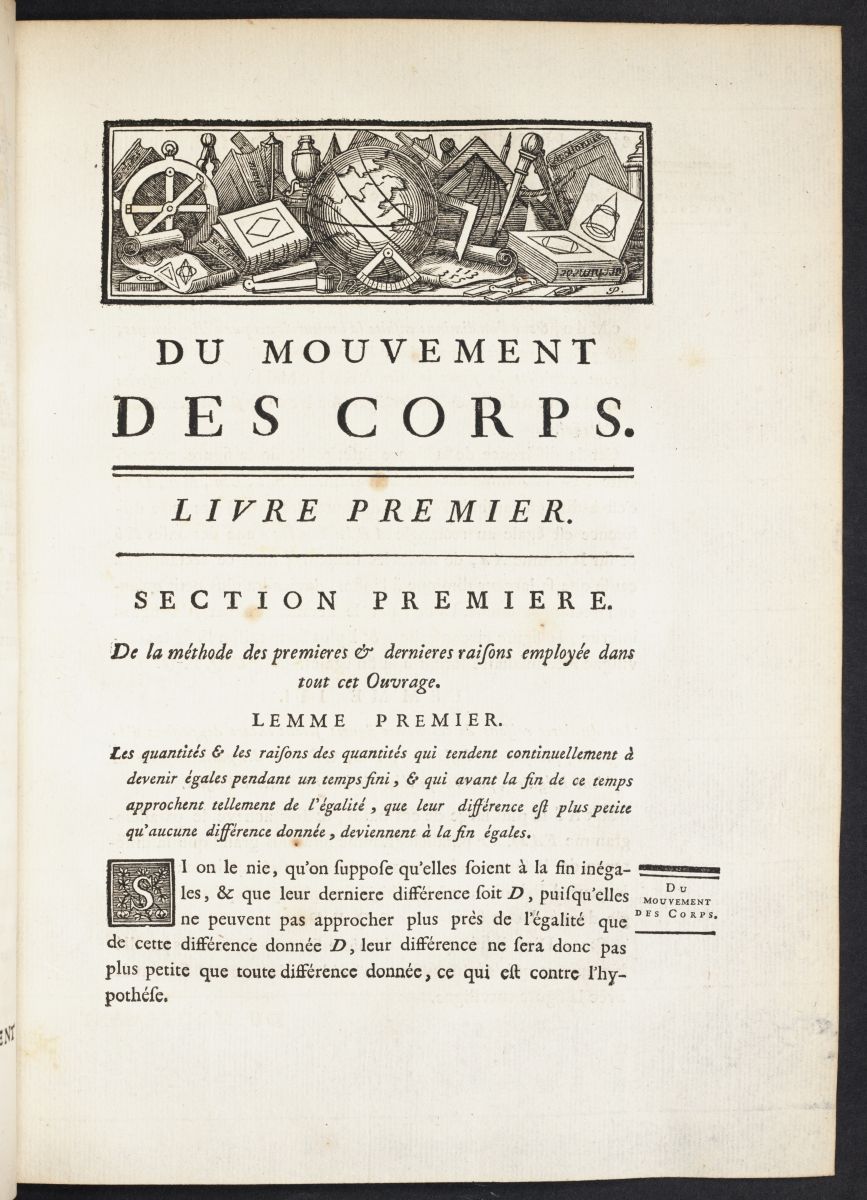 DU MOUVEMENT
DES CORPS.
LIVRE PREMIER.
SECTION PREMIERE.
De la méthode des premieres & dernieres raiſons employée dans
tout cet Ouvrage.
LEMME PREMIER.
Les quantités & les raiſons des quantités qui tendent continuellement à
devenir égales pendant un temps fini, & qui avant la fin de ce temps
approchent tellement de l'égalité, que leur différence eſt plus petite
qu'aucune différence donnée, deviennent à la fin égales.
SI on le nie, qu'on ſuppoſe qu'elles ſoient à la fin inéga-
les, & que leur derniere différence ſoit D, puiſqu'elles
ne peuvent pas approcher plus près de l'égalité que
de cette différence donnée D, leur différence ne ſera donc pas
plus petite que toute différence donnée, ce qui eſt contre l'hy-
pothéſe.
DU
MOUVEMENT
DES CORPS.